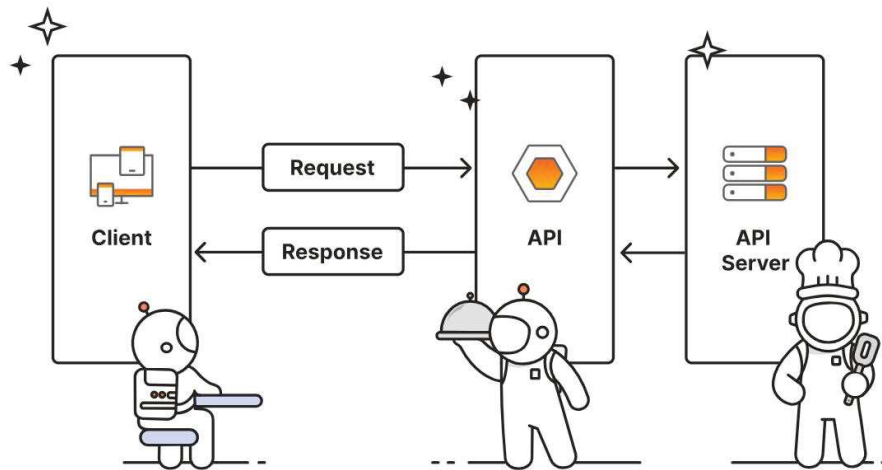 Request
Response
Client
API
API
Server